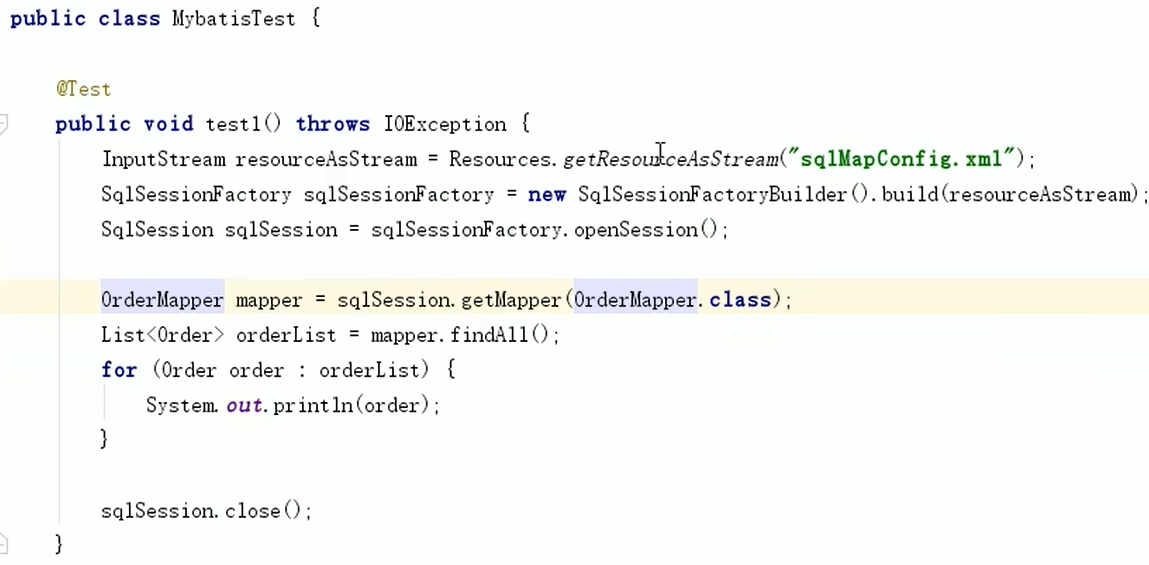 public class MybatisTest {
@Test
public void test1() throws IOException {
InputStream resourceAsStream = Resources.getResourceAsStream("sqlMapConfig.xml");
SqlSessionFactory sqlSessionFactory = new SqlSessionFactoryBuilder().build(resourceAsStream);
SqlSession sqlSession = sqlSessionFactory.openSession();
OrderMapper mapper = sqlSession.getMapper(OrderMapper.class);
List<Order> orderList = mapper.findAll();
for (Order order : orderList) {
System.out.println(order);
}
sqlSession.close();
}